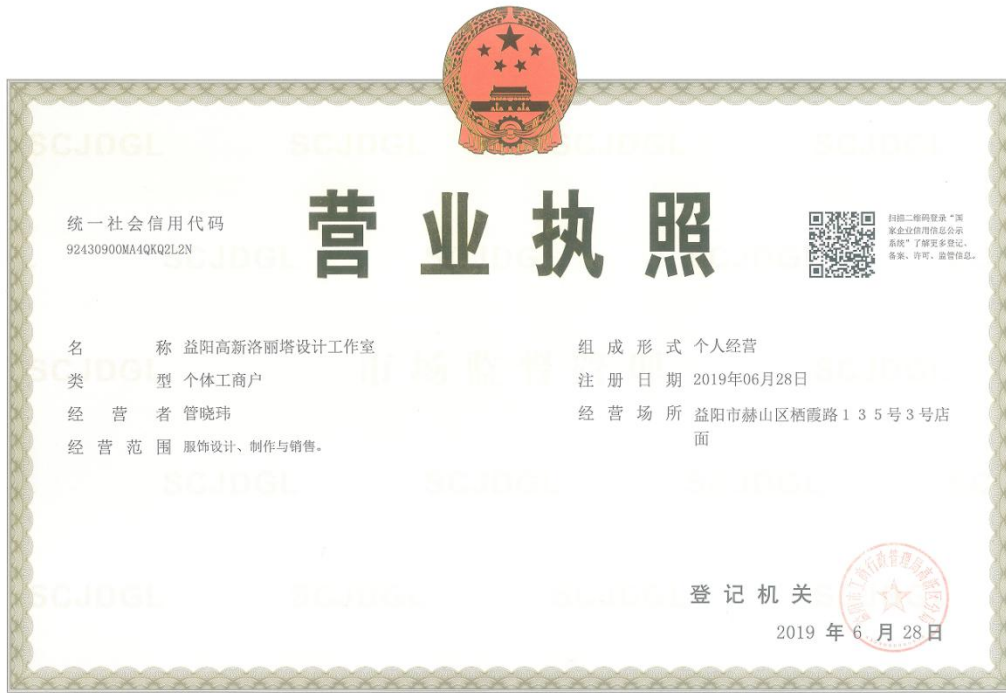 营业执照
统一社会信用代码
92430900MA4QKQ2L2N
扫描二维码登录“国
家企业信用信息公示
系统”了解更多登记、
备案、许可、监管信息。
名称 益阳高新洛丽塔设计工作室
类型 个体工商户
经营者 管晓玮
经营范围 服饰设计、制作与销售。
组成形式 个人经营
注册日期 2019年06月28日
经营场所 益阳市赫山区栖霞路135号3号店
面
登记机关
2019 年 6 月 28 日
SCJDGL